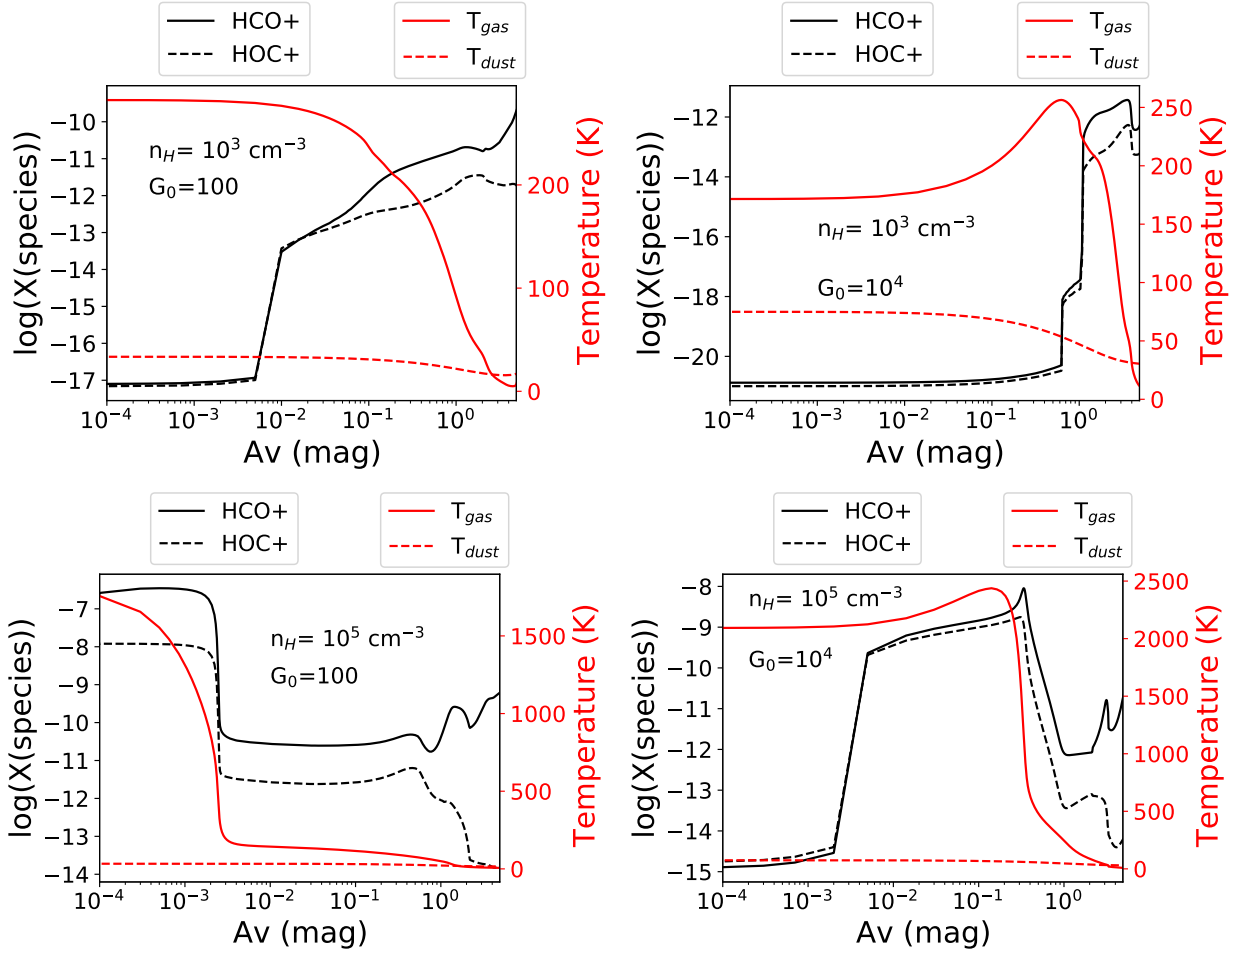 HCO+
HOC+
T_gas
T_dust
log(X(species))
−10
−11
−12
−13
−14
−15
−16
−17
n_H= 10^3 cm^−3
G_0=100
200
100
0
Temperature (K)
10^−4 10^−3 10^−2 10^−1 10^0
Av (mag)
HCO+
HOC+
T_gas
T_dust
log(X(species))
−12
−14
−16
−18
−20
n_H= 10^3 cm^−3
G_0=10^4
250
200
150
100
50
0
Temperature (K)
10^−4 10^−3 10^−2 10^−1 10^0
Av (mag)
HCO+
HOC+
T_gas
T_dust
log(X(species))
−7
−8
−9
−10
−11
−12
−13
−14
n_H= 10^5 cm^−3
G_0=100
1500
1000
500
0
Temperature (K)
10^−4 10^−3 10^−2 10^−1 10^0
Av (mag)
HCO+
HOC+
T_gas
T_dust
log(X(species))
−8
−9
−10
−11
−12
−13
−14
−15
n_H= 10^5 cm^−3
G_0=10^4
2500
2000
1500
1000
500
0
Temperature (K)
10^−4 10^−3 10^−2 10^−1 10^0
Av (mag)